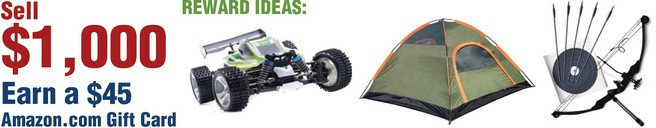 Sell
$1,000
Earn a $45
Amazon.com Gift Card
REWARD IDEAS: